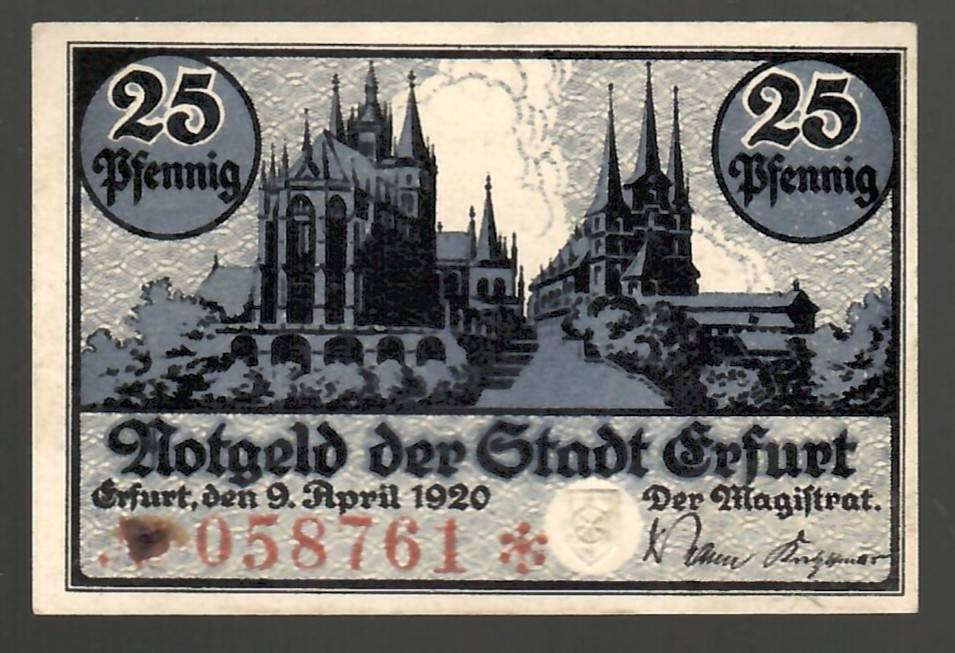 25
Pfennig
25
Pfennig
Notgeld der Stadt Erfurt
Erfurt, den 9. April 1920
Der Magistrat.
058761 *